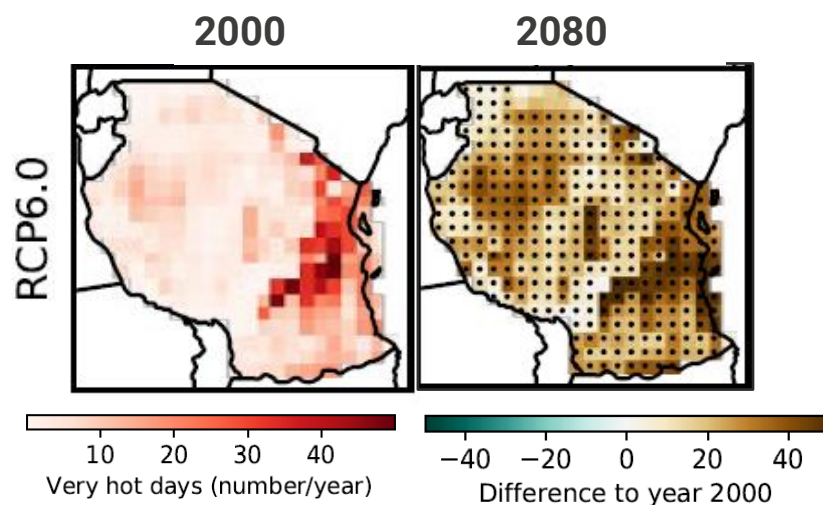 2000
2080
RCP6.0
10 20 30 40
Very hot days (number/year)
−40 −20 0 20 40
Difference to year 2000